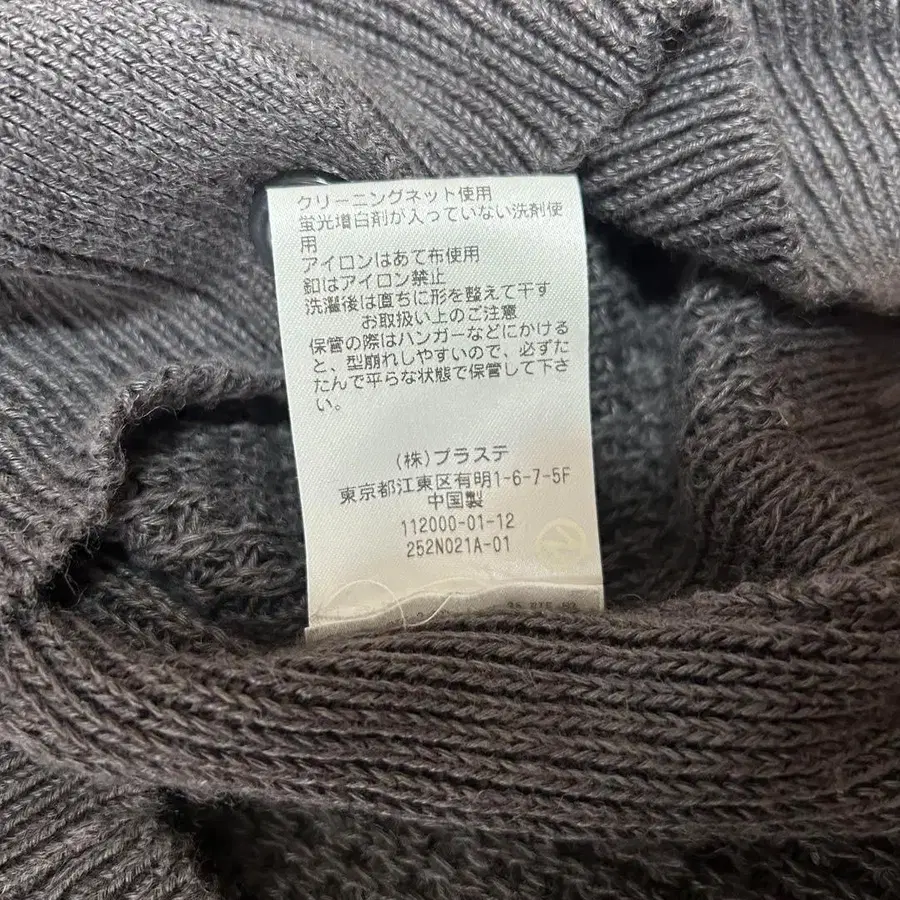 クリーニングネット使用
蛍光増白剤が入っていない洗剤使
用
アイロンはあて布使用
釦はアイロン禁止
洗濯後は直ちに形を整えて干す
お取扱い上のご注意
保管の際はハンガーなどにかける
と、型崩れしやすいので、必ずた
たんで平らな状態で保管して下さ
い。
(株)プラステ
東京都江東区有明1-6-7-5F
中国製
112000-01-12
252N021A-01